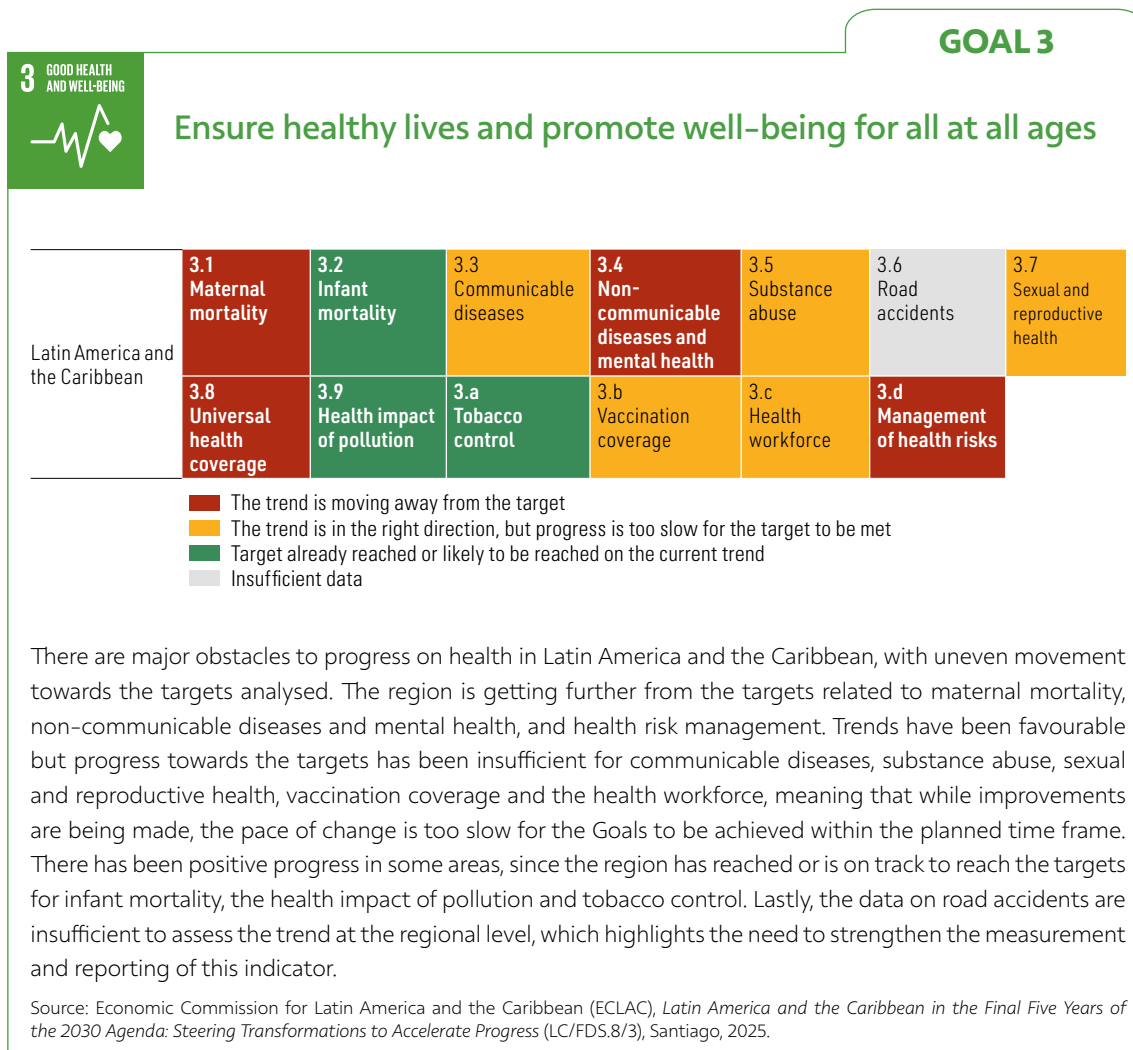 GOAL 3
3 GOOD HEALTH
AND WELL-BEING
Ensure healthy lives and promote well-being for all at all ages
Latin America and
the Caribbean
3.1
Maternal
mortality
3.2
Infant
mortality
3.3
Communicable
diseases
3.4
Non-
communicable
diseases and
mental health
3.5
Substance
abuse
3.6
Road
accidents
3.7
Sexual and
reproductive
health
3.8
Universal
health
coverage
3.9
Health impact
of pollution
3.a
Tobacco
control
3.b
Vaccination
coverage
3.c
Health
workforce
3.d
Management
of health risks
The trend is moving away from the target
The trend is in the right direction, but progress is too slow for the target to be met
Target already reached or likely to be reached on the current trend
Insufficient data
There are major obstacles to progress on health in Latin America and the Caribbean, with uneven movement
towards the targets analysed. The region is getting further from the targets related to maternal mortality,
non-communicable diseases and mental health, and health risk management. Trends have been favourable
but progress towards the targets has been insufficient for communicable diseases, substance abuse, sexual
and reproductive health, vaccination coverage and the health workforce, meaning that while improvements
are being made, the pace of change is too slow for the Goals to be achieved within the planned time frame.
There has been positive progress in some areas, since the region has reached or is on track to reach the targets
for infant mortality, the health impact of pollution and tobacco control. Lastly, the data on road accidents are
insufficient to assess the trend at the regional level, which highlights the need to strengthen the measurement
and reporting of this indicator.
Source: Economic Commission for Latin America and the Caribbean (ECLAC), Latin America and the Caribbean in the Final Five Years of
the 2030 Agenda: Steering Transformations to Accelerate Progress (LC/FDS.8/3), Santiago, 2025.